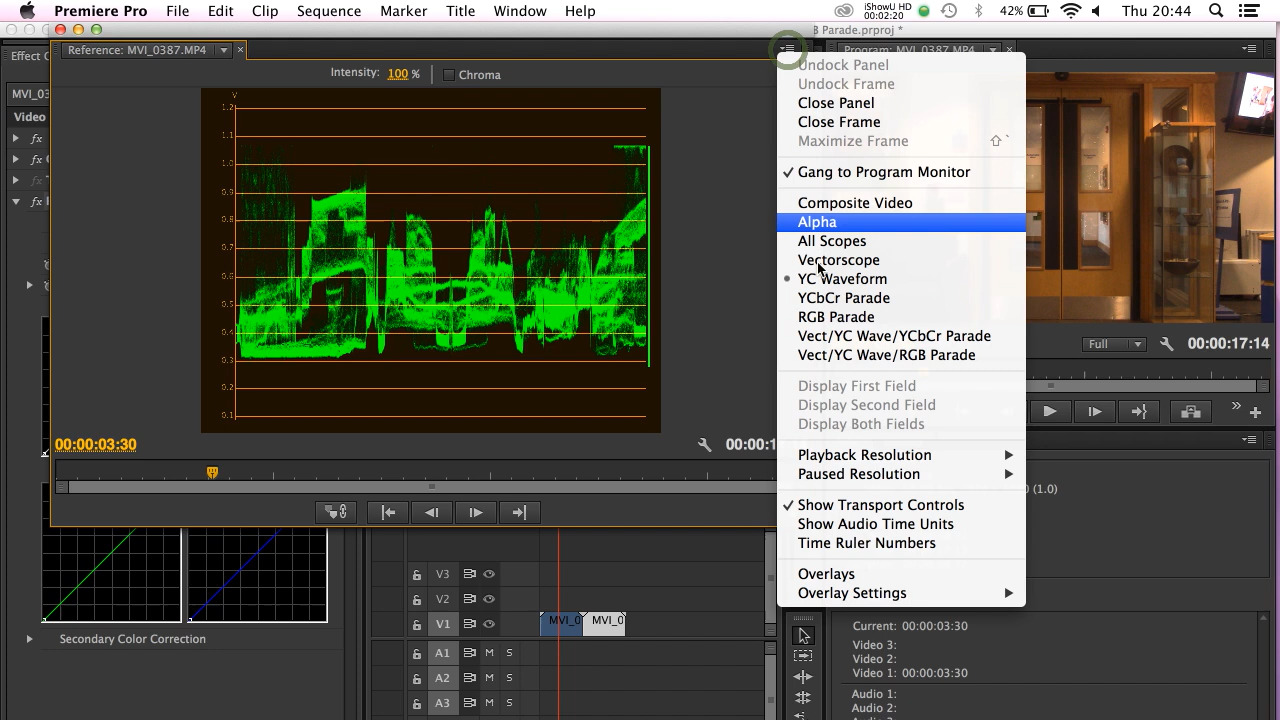 Premiere Pro File Edit Clip Sequence Marker Title Window Help iShowU HD 00:02:20 42% Thu 20:44
B Parade.prproj *
Effect C
Reference: MVI_0387.MP4 ×
Program: MVI_0387.MP4 ×
Intensity: 100 % Chroma
MVI_03
Video
fx
fx
fx
fx
V
1.2
1.1
1.0
0.9
0.8
0.7
0.6
0.5
0.4
0.3
0.2
0.1
00:00:03:30
00:00:1
Undock Panel
Undock Frame
Close Panel
Close Frame
Maximize Frame ⇧`
✓ Gang to Program Monitor
Composite Video
Alpha
All Scopes
Vectorscope
• YC Waveform
YCbCr Parade
RGB Parade
Vect/YC Wave/YCbCr Parade
Vect/YC Wave/RGB Parade
Display First Field
Display Second Field
Display Both Fields
Playback Resolution
Paused Resolution
✓ Show Transport Controls
Show Audio Time Units
Time Ruler Numbers
Overlays
Overlay Settings
Full 00:00:17:14
(1.0)
V3
V2
V1 MVI_0 MVI_0
A1 M S
A2 M S
A3 M S
Secondary Color Correction
Current: 00:00:03:30
Video 3:
Video 2:
Video 1: 00:00:03:30
Audio 1:
Audio 2: